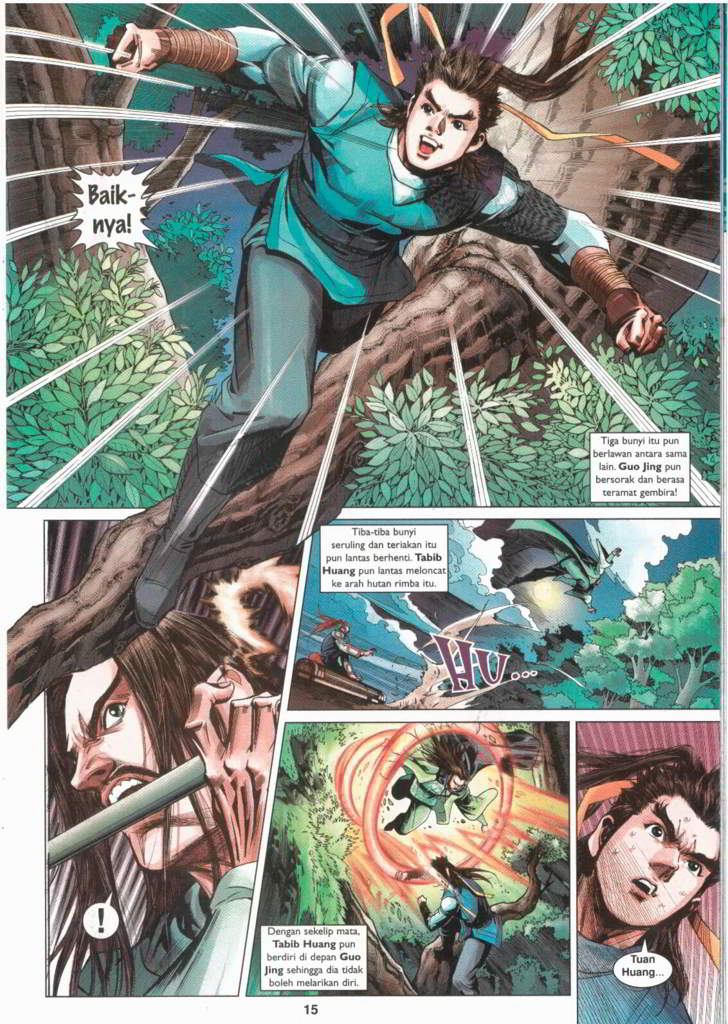 Baik-
nya!
Tiga bunyi itu pun
berlawan antara sama
lain. Guo Jing pun
bersorak dan berasa
teramat gembira!
Tiba-tiba bunyi
seruling dan teriakan itu
pun lantas berhenti. Tabib
Huang pun lantas meloncat
ke arah hutan rimba itu.
HU...
!
Dengan sekelip mata,
Tabib Huang pun
berdiri di depan Guo
Jing sehingga dia tidak
boleh melarikan diri.
Tuan
Huang...
15